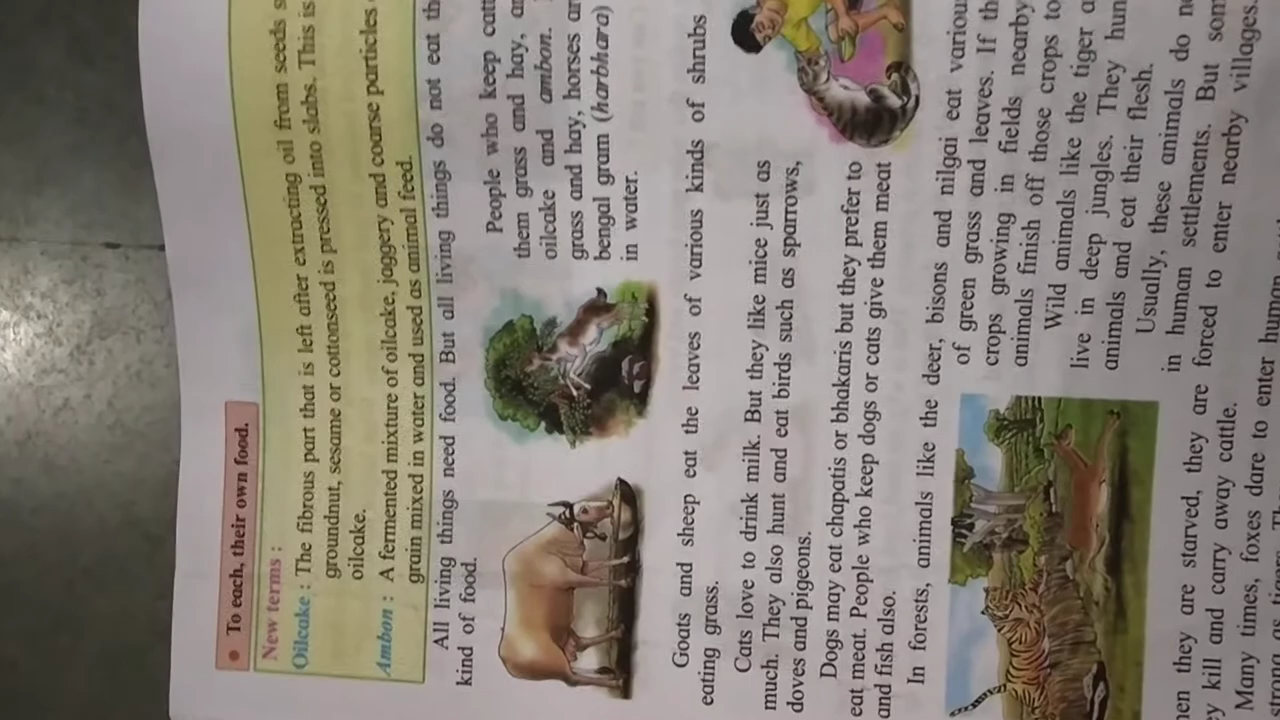 • To each, their own food.
New terms :
Oilcake : The fibrous part that is left after extracting oil from seeds
groundnut, sesame or cottonseed is pressed into slabs. This is
oilcake.
Ambon : A fermented mixture of oilcake, jaggery and coarse particles
grain mixed in water and used as animal feed.
All living things need food. But all living things do not eat th
kind of food.
People who keep catt
them grass and hay, an
oilcake and ambon.
grass and hay, horses ar
bengal gram (harbhara)
in water.
Goats and sheep eat the leaves of various kinds of shrubs
eating grass.
Cats love to drink milk. But they like mice just as
much. They also hunt and eat birds such as sparrows,
doves and pigeons.
Dogs may eat chapatis or bhakaris but they prefer to
eat meat. People who keep dogs or cats give them meat
and fish also.
In forests, animals like the deer, bisons and nilgai eat variou
of green grass and leaves. If th
crops growing in fields nearby
animals finish off those crops to
Wild animals like the tiger a
live in deep jungles. They hun
animals and eat their flesh.
Usually, these animals do n
in human settlements. But som
hen they are starved, they are forced to enter nearby villages.
y kill and carry away cattle.
Many times, foxes dare to enter human